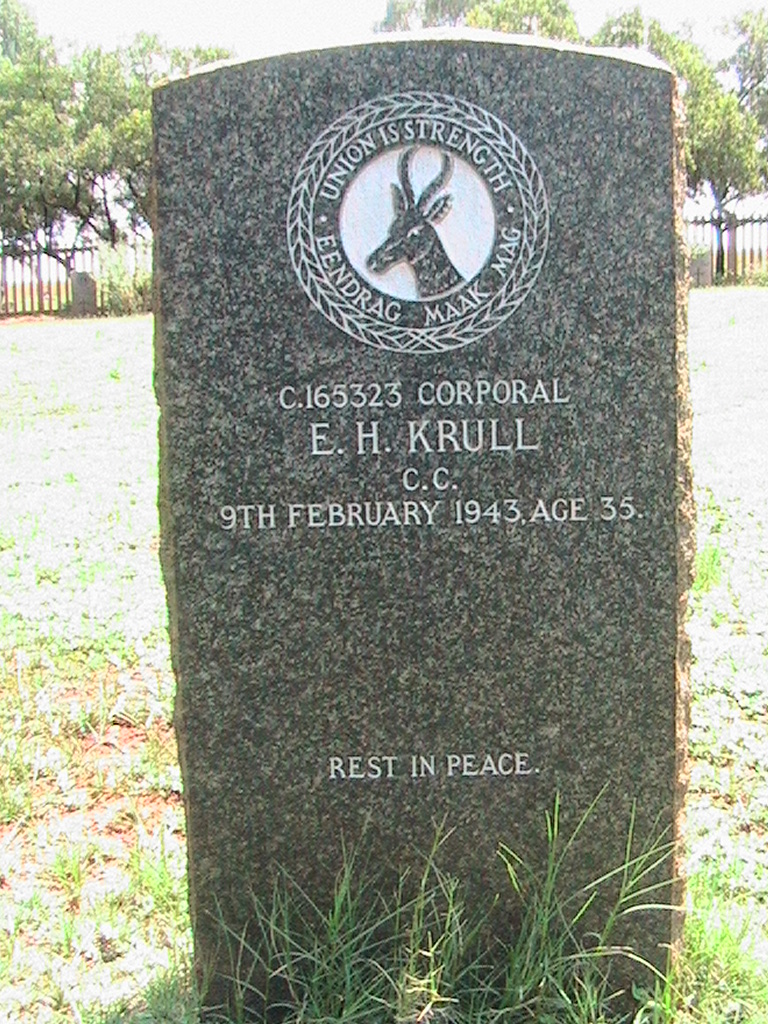 UNION IS STRENGTH
EENDRAG MAAK MAG
C.165323 CORPORAL
E. H. KRULL
C.C.
9TH FEBRUARY 1943, AGE 35.
REST IN PEACE.